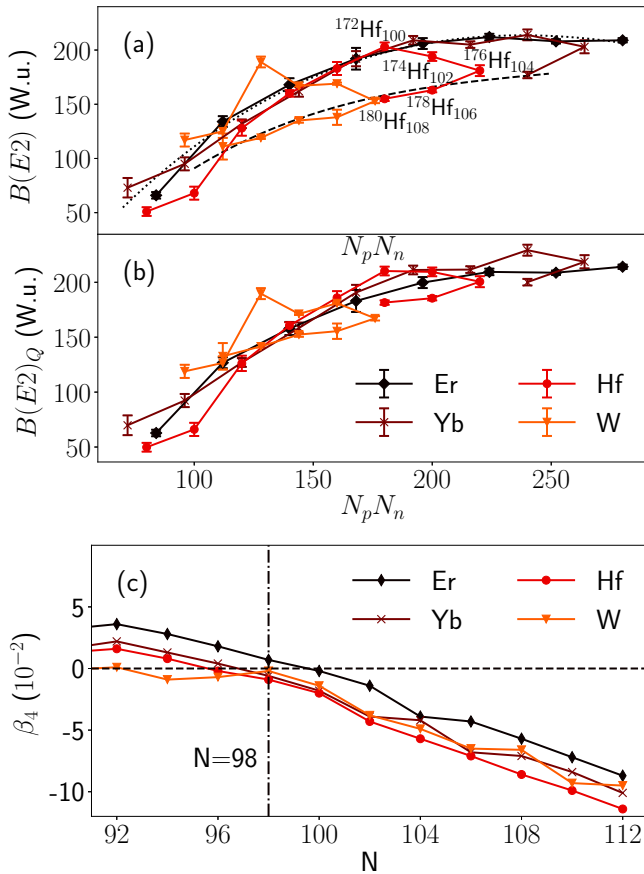 (a)
B(E2) (W.u.)
200
150
100
50
¹⁷²Hf₁₀₀
¹⁷⁶Hf₁₀₄
¹⁷⁴Hf₁₀₂
¹⁷⁸Hf₁₀₆
¹⁸⁰Hf₁₀₈
NₚNₙ
(b)
B(E2)_Q (W.u.)
200
150
100
50
Er
Hf
Yb
W
100 150 200 250
NₚNₙ
(c)
Er
Hf
Yb
W
β₄ (10⁻²)
5
0
-5
-10
N=98
92 96 100 104 108 112
N